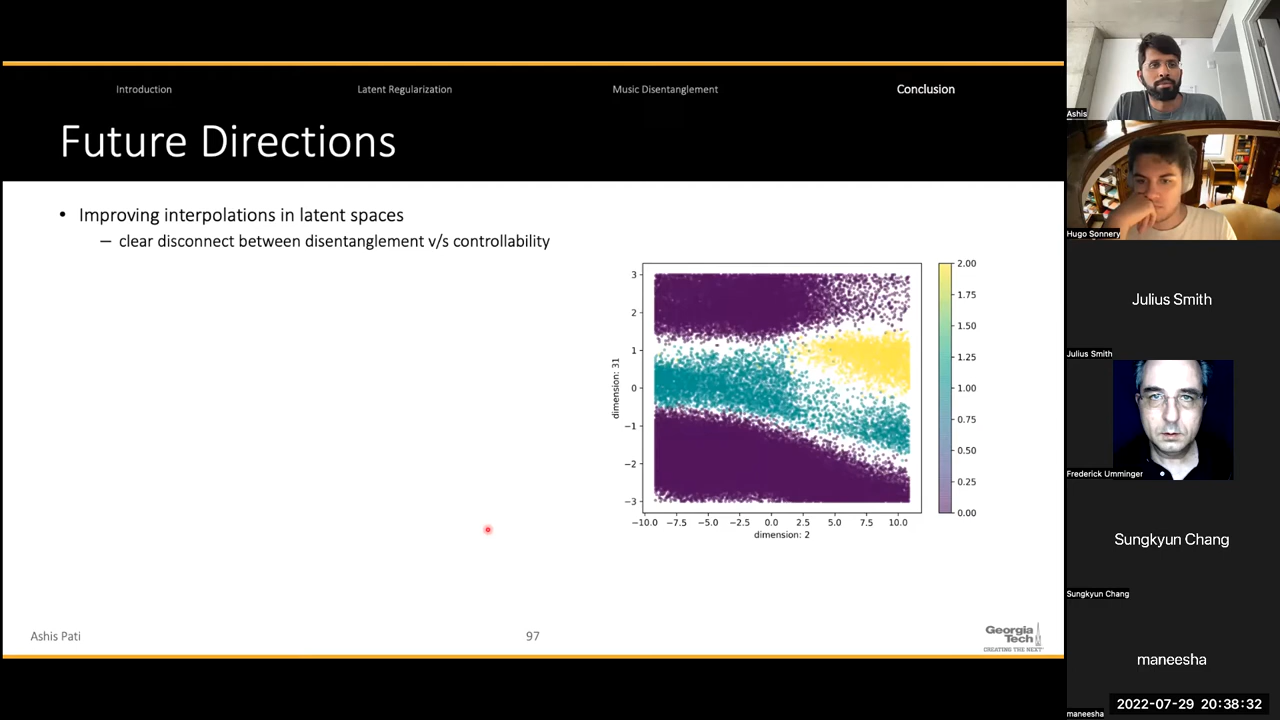 Introduction
Latent Regularization
Music Disentanglement
Conclusion
Future Directions
• Improving interpolations in latent spaces
– clear disconnect between disentanglement v/s controllability
3
2
1
0
−1
−2
−3
dimension: 31
−10.0 −7.5 −5.0 −2.5 0.0 2.5 5.0 7.5 10.0
dimension: 2
2.00
1.75
1.50
1.25
1.00
0.75
0.50
0.25
0.00
Ashis Pati
97
Georgia
Tech
CREATING THE NEXT
Ashis
Hugo Sonnery
Julius Smith
Julius Smith
Frederick Umminger
Sungkyun Chang
Sungkyun Chang
maneesha
2022-07-29 20:38:32
maneesha